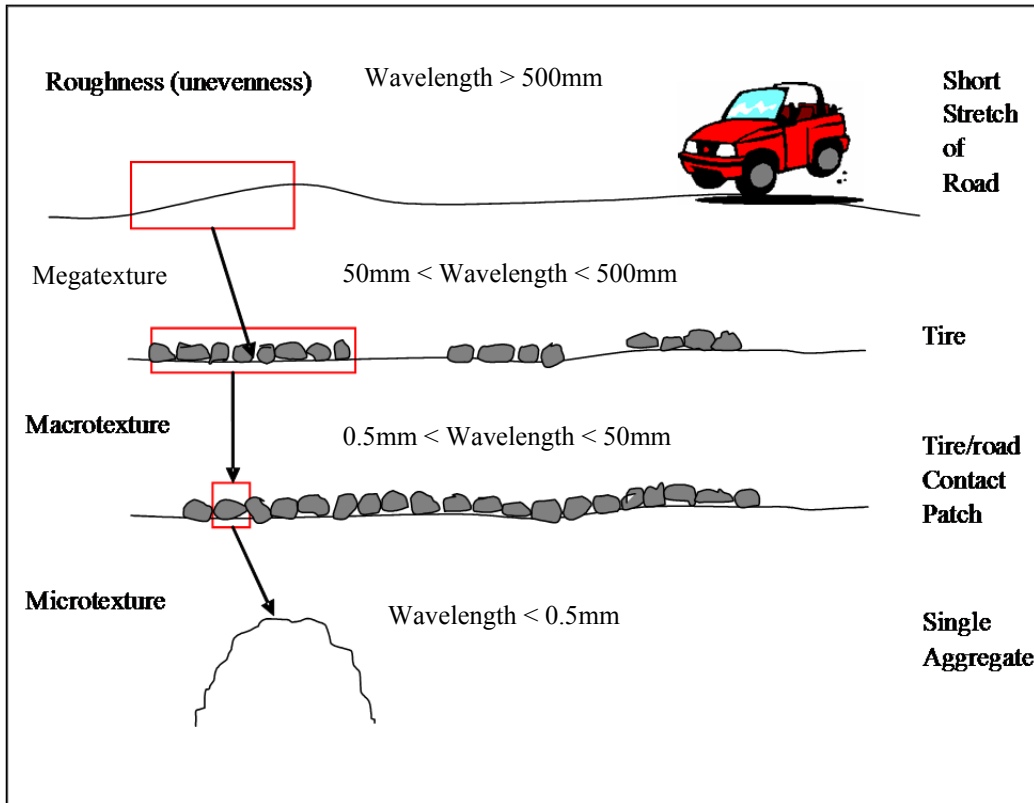 Roughness (unevenness)
Wavelength > 500mm
Short
Stretch
of
Road
Megatexture
50mm < Wavelength < 500mm
Tire
Macrotexture
0.5mm < Wavelength < 50mm
Tire/road
Contact
Patch
Microtexture
Wavelength < 0.5mm
Single
Aggregate